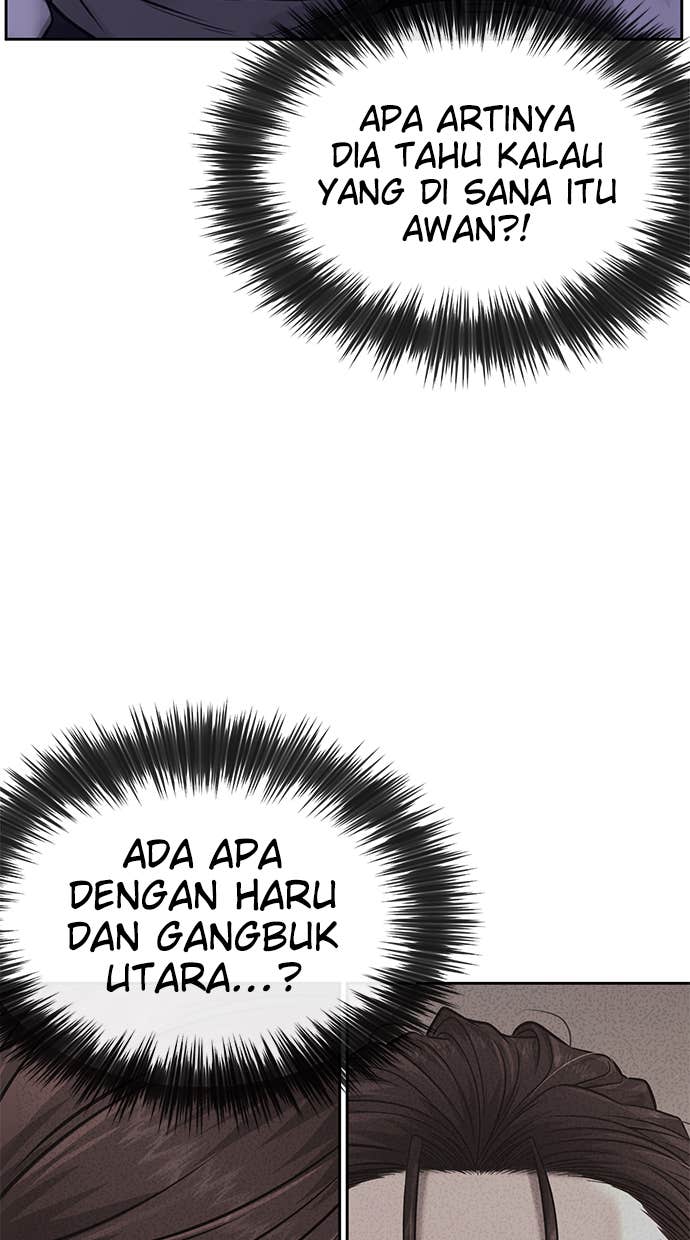 APA ARTINYA
DIA TAHU KALAU
YANG DI SANA ITU
AWAN?!
ADA APA
DENGAN HARU
DAN GANGBUK
UTARA...?